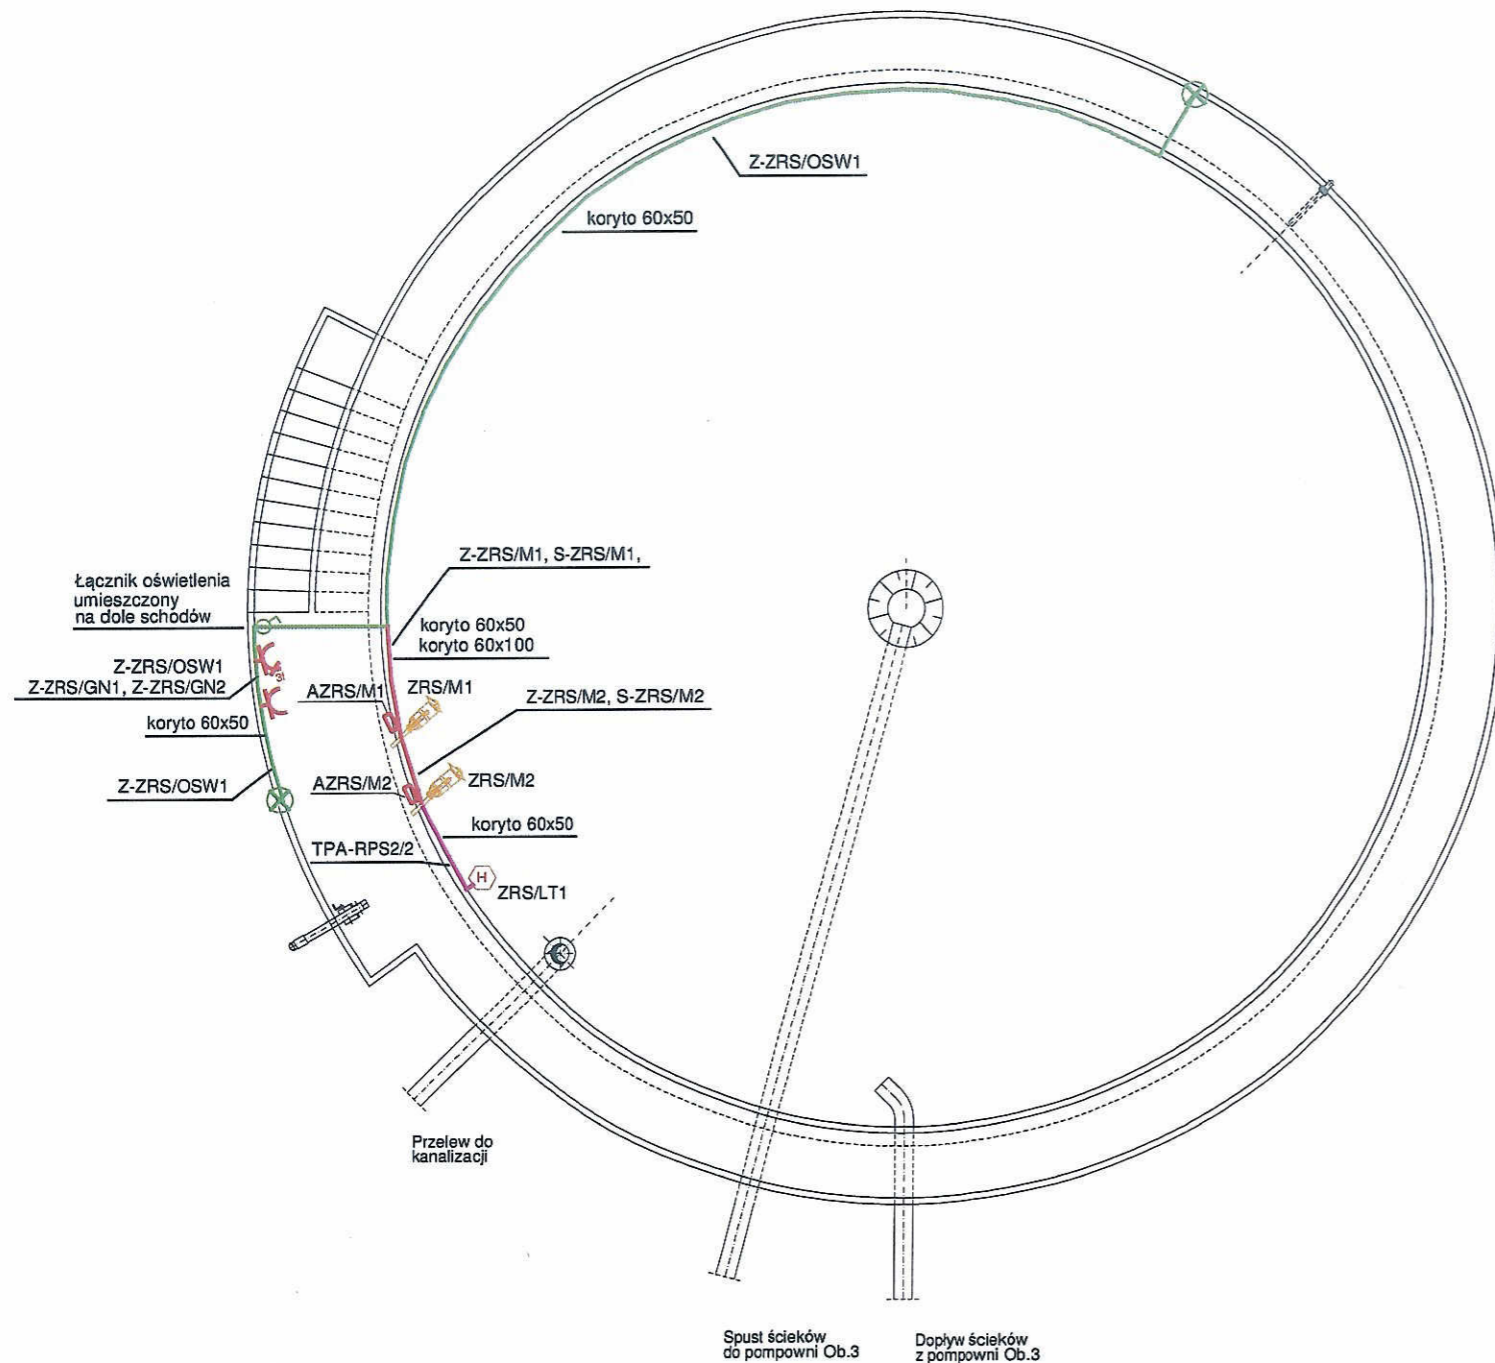 Z-ZRS/OSW1
koryto 60x50
Z-ZRS/M1, S-ZRS/M1,
Łącznik oświetlenia
umieszczony
na dole schodów
koryto 60x50
koryto 60x100
Z-ZRS/OSW1
Z-ZRS/GN1, Z-ZRS/GN2
AZRS/M1
ZRS/M1
Z-ZRS/M2, S-ZRS/M2
koryto 60x50
Z-ZRS/OSW1
AZRS/M2
ZRS/M2
koryto 60x50
TPA-RPS2/2
H
ZRS/LT1
Przelew do
kanalizacji
Spust ścieków
do pompowni Ob.3
Dopływ ścieków
z pompowni Ob.3